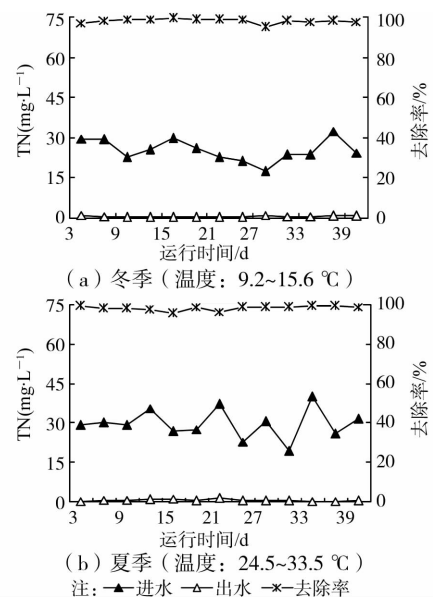 75 100
60 80
45 60
30 40
15 20
0 0
TN(mg·L⁻¹)
去除率/%
3 9 15 21 27 33 39
运行时间/d
(a)冬季(温度:9.2~15.6 ℃)
75 100
60 80
45 60
30 40
15 20
0 0
TN(mg·L⁻¹)
去除率/%
3 9 15 21 27 33 39
运行时间/d
(b)夏季(温度:24.5~33.5 ℃)
注: 进水 出水 去除率